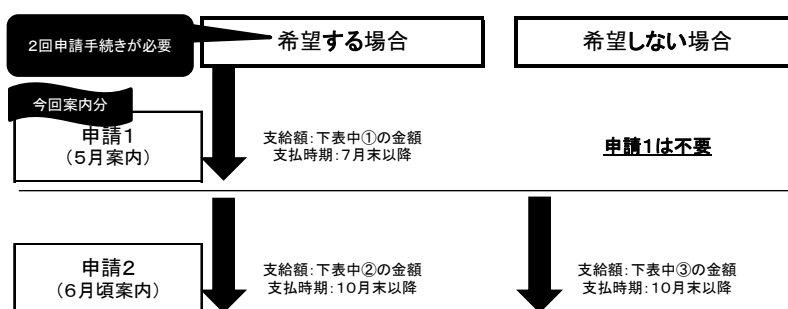 2回申請手続きが必要
希望する場合
希望しない場合
今回案内分
申請1
(5月案内)
支給額:下表中①の金額
支払時期:7月末以降
申請1は不要
申請2
(6月頃案内)
支給額:下表中②の金額
支払時期:10月末以降
支給額:下表中③の金額
支払時期:10月末以降